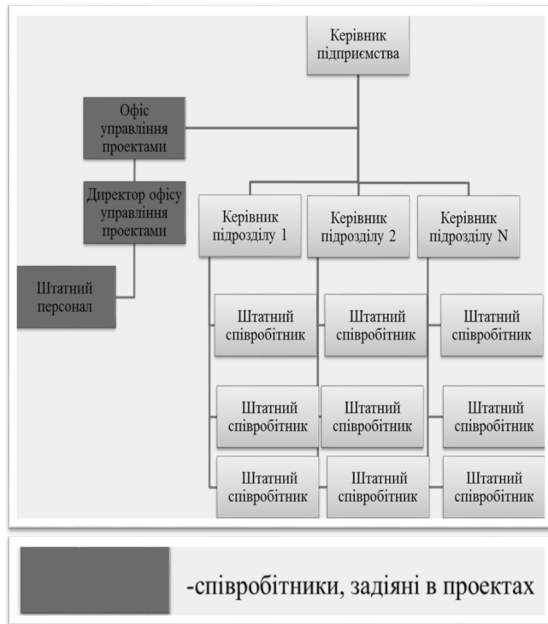 Керівник
підприємства
Офіс
управління
проектами
Директор офісу
управління
проектами
Штатний
персонал
Керівник
підрозділу 1
Керівник
підрозділу 2
Керівник
підрозділу N
Штатний
співробітник
Штатний
співробітник
Штатний
співробітник
Штатний
співробітник
Штатний
співробітник
Штатний
співробітник
Штатний
співробітник
Штатний
співробітник
Штатний
співробітник
-співробітники, задіяні в проектах